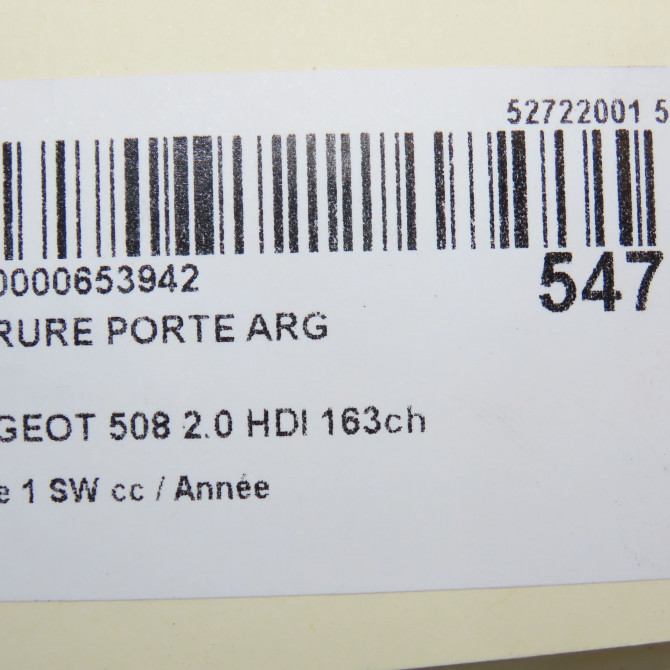 52722001 5
0000653942
547
RURE PORTE ARG
GEOT 508 2.0 HDI 163ch
e 1 SW cc / Année